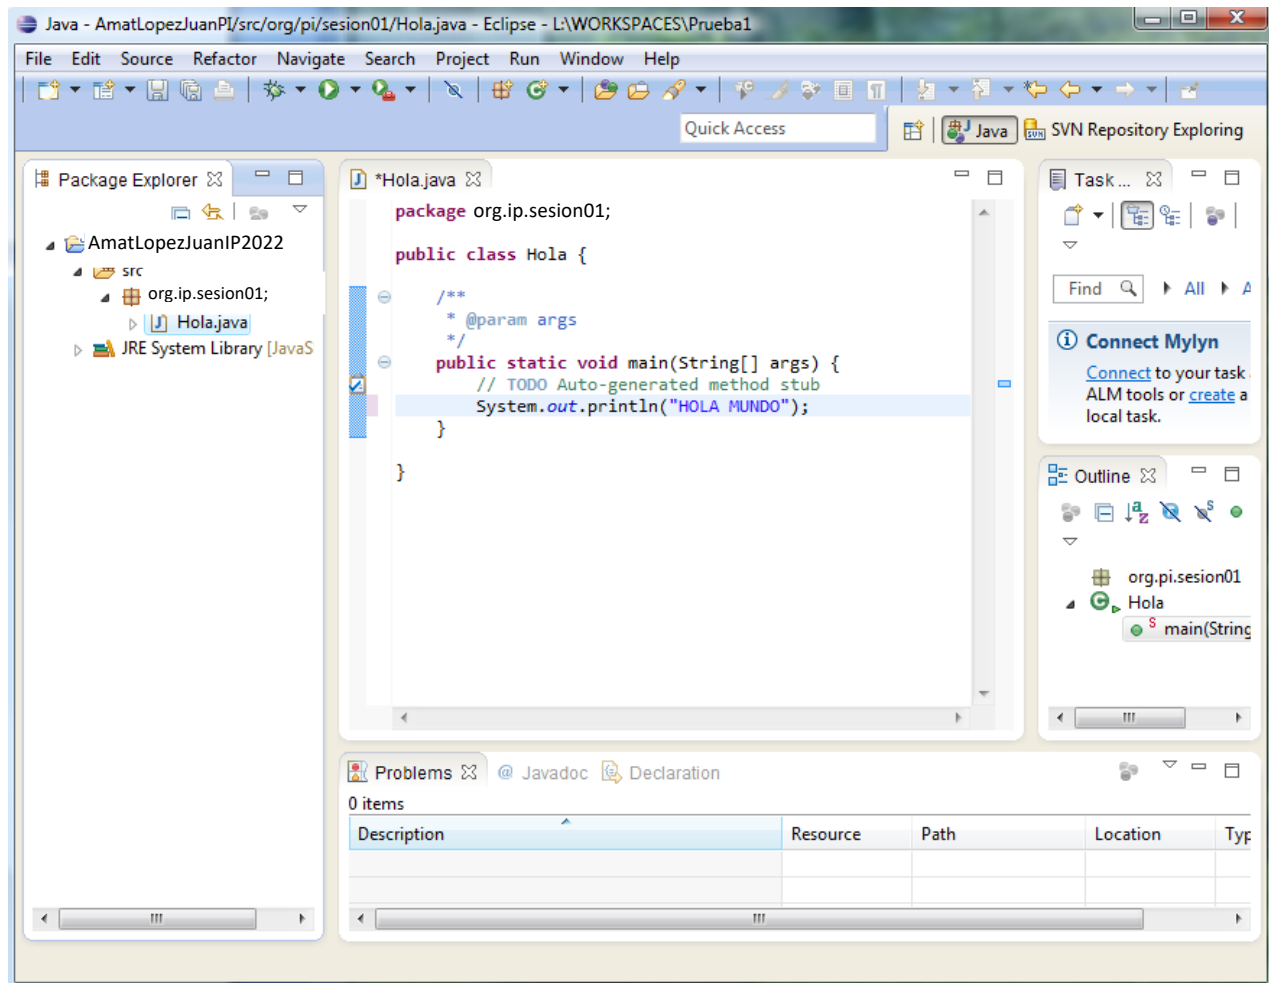 Java - AmatLopezJuanPI/src/org/pi/sesion01/Hola.java - Eclipse - L:\WORKSPACES\Prueba1
File Edit Source Refactor Navigate Search Project Run Window Help
Quick Access
Java
SVN Repository Exploring
Package Explorer
AmatLopezJuanIP2022
src
org.ip.sesion01;
Hola.java
JRE System Library [JavaS
*Hola.java
package org.ip.sesion01;
public class Hola {
/**
* @param args
*/
public static void main(String[] args) {
// TODO Auto-generated method stub
System.out.println("HOLA MUNDO");
}
}
Task ...
Find
All
A
Connect Mylyn
Connect to your task
ALM tools or create a
local task.
Outline
org.pi.sesion01
Hola
main(String
Problems @ Javadoc Declaration
0 items
Description Resource Path Location Typ